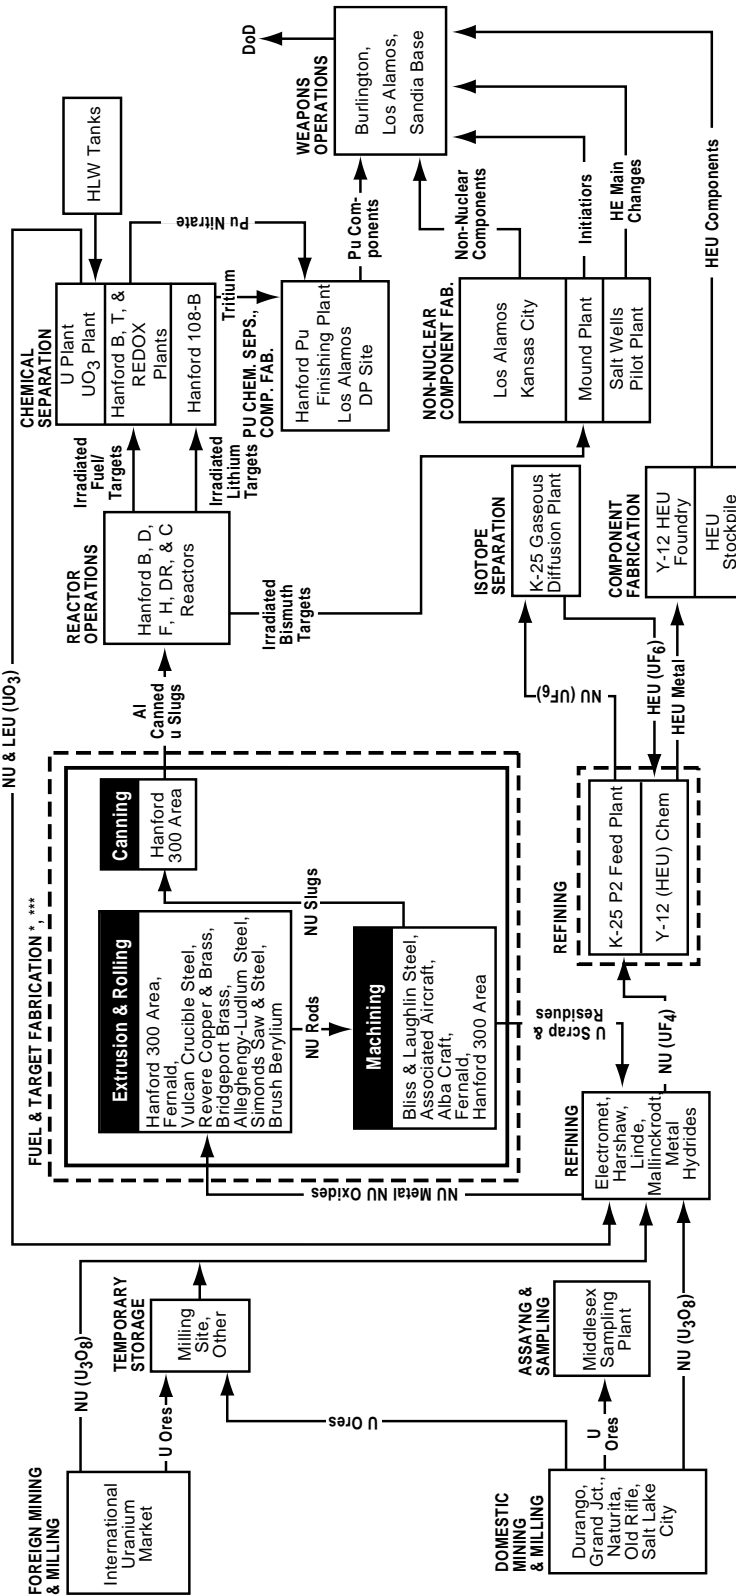 FOREIGN MINING
& MILLING
International
Uranium
Market
NU (U3O8)
U Ores
TEMPORARY
STORAGE
Milling
Site,
Other
U Ores
DOMESTIC
MINING
& MILLING
Durango,
Grand Jct.,
Naturita,
Old Rifle,
Salt Lake
City
U
Ores
ASSAYNG &
SAMPLING
Middlesex
Sampling
Plant
NU (U3O8)
NU & LEU (UO3)
REFINING
Electromet,
Harshaw,
Linde,
Mallinckrodt,
Metal
Hydrides
NU Metal NU Oxides
U Scrap &
Residues
NU (UF4)
FUEL & TARGET FABRICATION *, ***
Extrusion & Rolling
Hanford 300 Area,
Fernald,
Vulcan Crucible Steel,
Revere Copper & Brass,
Bridgeport Brass,
Alleghengy-Ludlum Steel,
Simonds Saw & Steel,
Brush Berylium
NU Rods
Machining
Bliss & Laughlin Steel,
Associated Aircraft,
Alba Craft,
Fernald,
Hanford 300 Area
NU Slugs
Canning
Hanford
300 Area
Al
Canned
u Slugs
REFINING
K-25 P2 Feed Plant
Y-12 (HEU) Chem
NU (UF6)
HEU (UF6)
HEU Metal
REACTOR
OPERATIONS
Hanford B, D,
F, H, DR, & C
Reactors
Irradiated
Fuel/
Targets
Irradiated
Lithium
Targets
Irradiated
Bismuth
Targets
ISOTOPE
SEPARATION
K-25 Gaseous
Diffusion Plant
COMPONENT
FABRICATION
Y-12 HEU
Foundry
HEU
Stockpile
CHEMICAL
SEPARATION
U Plant
UO3 Plant
Hanford B, T, &
REDOX
Plants
Hanford 108-B
HLW Tanks
Pu Nitrate
Tritium
PU CHEM. SEPS.,
COMP. FAB.
Hanford Pu
Finishing Plant
Los Alamos
DP Site
Pu Com-
ponents
NON-NUCLEAR
COMPONENT FAB.
Los Alamos
Kansas City
Mound Plant
Salt Wells
Pilot Plant
Non-Nuclear
Components
Initiatiors
HE Main
Changes
HEU Components
WEAPONS
OPERATIONS
Burlington,
Los Alamos,
Sandia Base
DoD